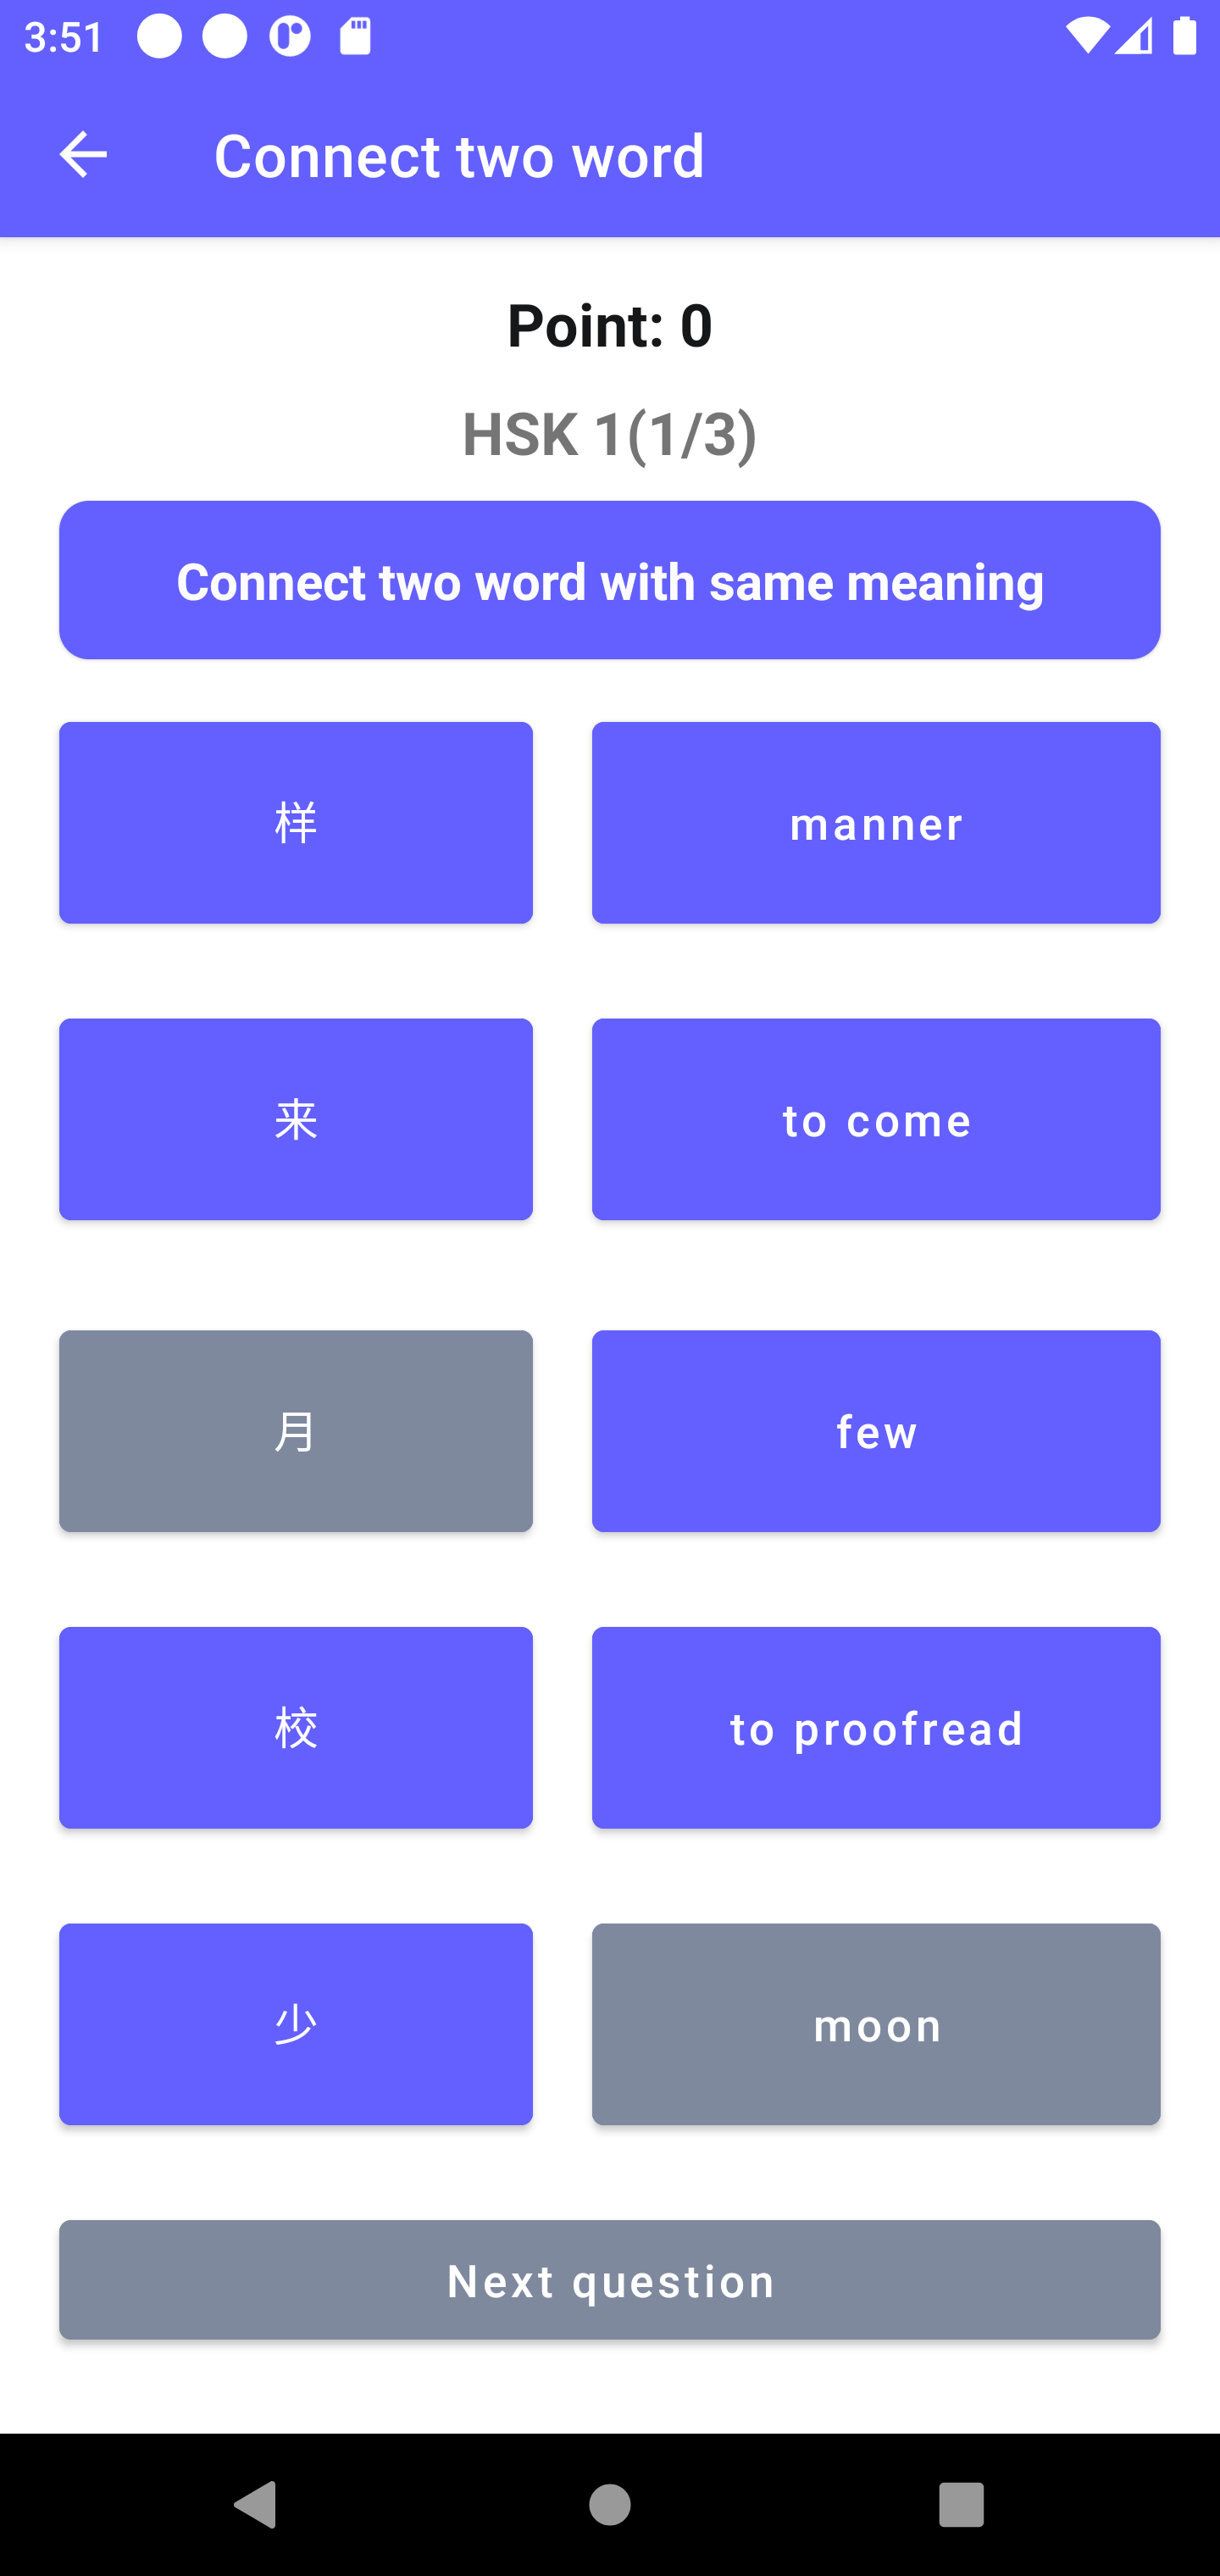 3:51
Connect two word
Point: 0
HSK 1(1/3)
Connect two word with same meaning
样 manner
来 to come
月 few
校 to proofread
少 moon
Next question